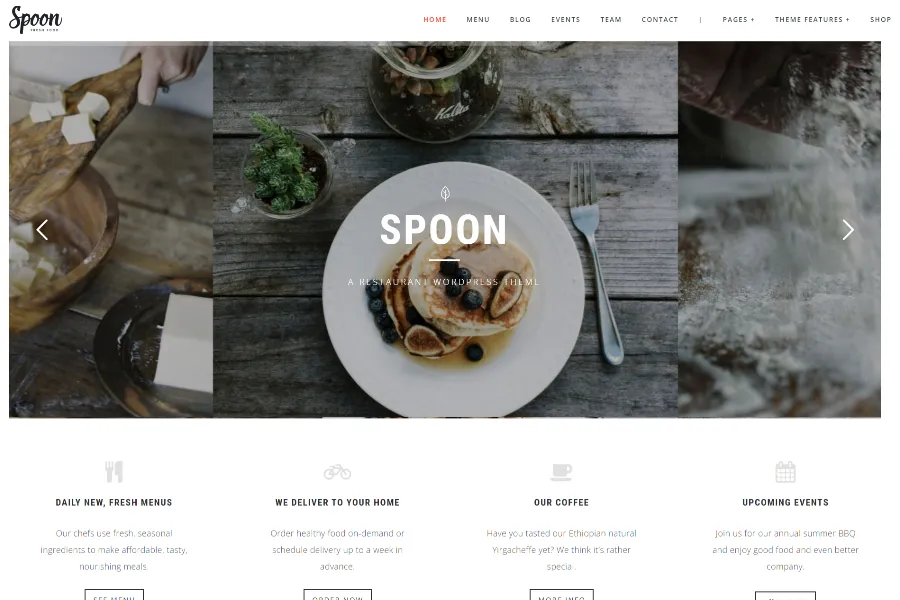 Spoon
FRESH FOOD
HOME MENU BLOG EVENTS TEAM CONTACT | PAGES + THEME FEATURES + SHOP
Kalita
SPOON
A RESTAURANT WORDPRESS THEME
DAILY NEW, FRESH MENUS
Our chefs use fresh, seasonal
ingredients to make affordable, tasty,
nourishing meals.
SEE MENU
WE DELIVER TO YOUR HOME
Order healthy food on-demand or
schedule delivery up to a week in
advance.
ORDER NOW
OUR COFFEE
Have you tasted our Ethiopian natural
Yirgacheffe yet? We think it's rather
special.
MORE INFO
UPCOMING EVENTS
Join us for our annual summer BBQ
and enjoy good food and even better
company.